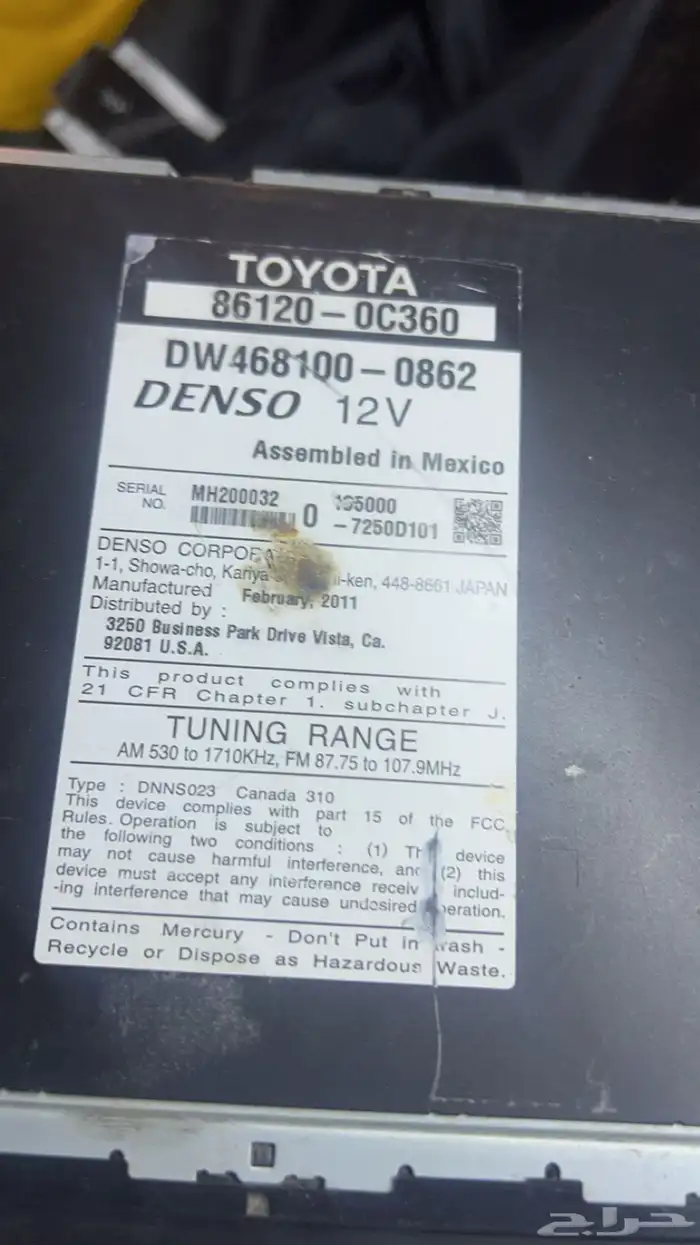 TOYOTA
86120-0C360
DW468100-0862
DENSO 12V
Assembled in Mexico
SERIAL NO. MH200032 0 195000
-7250D101
DENSO CORPORA
1-1, Showa-cho, Kariya i-ken, 448-8661 JAPAN
Manufactured February, 2011
Distributed by :
3250 Business Park Drive Vista, Ca.
92081 U.S.A.
This product complies with
21 CFR Chapter 1. subchapter J.
TUNING RANGE
AM 530 to 1710KHz, FM 87.75 to 107.9MHz
Type : DNNS023 Canada 310
This device complies with part 15 of the FCC
Rules. Operation is subject to
the following two conditions : (1) Th device
may not cause harmful interference, and (2) this
device must accept any interference receiv includ-
-ing interference that may cause undesired peration.
Contains Mercury - Don't Put in Trash -
Recycle or Dispose as Hazardous Waste.
حراج